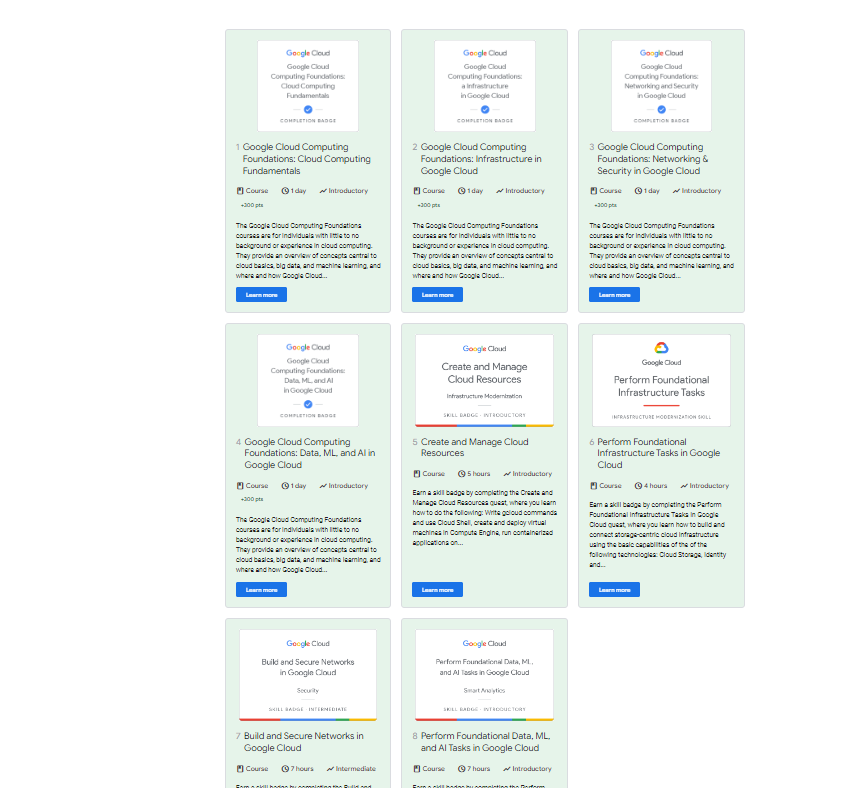 Google Cloud
Google Cloud
Computing Foundations:
Cloud Computing
Fundamentals
COMPLETION BADGE
1 Google Cloud Computing
Foundations: Cloud Computing
Fundamentals
Course 1 day Introductory
+300 pts
The Google Cloud Computing Foundations
courses are for individuals with little to no
background or experience in cloud computing.
They provide an overview of concepts central to
cloud basics, big data, and machine learning, and
where and how Google Cloud...
Learn more
Google Cloud
Google Cloud
Computing Foundations:
a Infrastructure
in Google Cloud
COMPLETION BADGE
2 Google Cloud Computing
Foundations: Infrastructure in
Google Cloud
Course 1 day Introductory
+300 pts
The Google Cloud Computing Foundations
courses are for individuals with little to no
background or experience in cloud computing.
They provide an overview of concepts central to
cloud basics, big data, and machine learning, and
where and how Google Cloud...
Learn more
Google Cloud
Google Cloud
Computing Foundations:
Networking and Security
in Google Cloud
COMPLETION BADGE
3 Google Cloud Computing
Foundations: Networking &
Security in Google Cloud
Course 1 day Introductory
+300 pts
The Google Cloud Computing Foundations
courses are for individuals with little to no
background or experience in cloud computing.
They provide an overview of concepts central to
cloud basics, big data, and machine learning, and
where and how Google Cloud...
Learn more
Google Cloud
Google Cloud
Computing Foundations:
Data, ML, and AI
in Google Cloud
COMPLETION BADGE
4 Google Cloud Computing
Foundations: Data, ML, and AI in
Google Cloud
Course 1 day Introductory
+300 pts
The Google Cloud Computing Foundations
courses are for individuals with little to no
background or experience in cloud computing.
They provide an overview of concepts central to
cloud basics, big data, and machine learning, and
where and how Google Cloud...
Learn more
Google Cloud
Create and Manage
Cloud Resources
Infrastructure Modernization
SKILL BADGE · INTRODUCTORY
5 Create and Manage Cloud
Resources
Course 5 hours Introductory
Earn a skill badge by completing the Create and
Manage Cloud Resources quest, where you learn
how to do the following: Write gcloud commands
and use Cloud Shell, create and deploy virtual
machines in Compute Engine, run containerized
applications on...
Learn more
Google Cloud
Perform Foundational
Infrastructure Tasks
INFRASTRUCTURE MODERNIZATION SKILL
6 Perform Foundational
Infrastructure Tasks in Google
Cloud
Course 4 hours Introductory
Earn a skill badge by completing the Perform
Foundational Infrastructure Tasks in Google
Cloud quest, where you learn how to build and
connect storage-centric cloud infrastructure
using the basic capabilities of the of the
following technologies: Cloud Storage, Identity
and...
Learn more
Google Cloud
Build and Secure Networks
in Google Cloud
Security
SKILL BADGE · INTERMEDIATE
7 Build and Secure Networks in
Google Cloud
Course 7 hours Intermediate
Earn a skill badge by completing the Build and
Google Cloud
Perform Foundational Data, ML,
and AI Tasks in Google Cloud
Smart Analytics
SKILL BADGE · INTRODUCTORY
8 Perform Foundational Data, ML,
and AI Tasks in Google Cloud
Course 7 hours Introductory
Earn a skill badge by completing the Perform